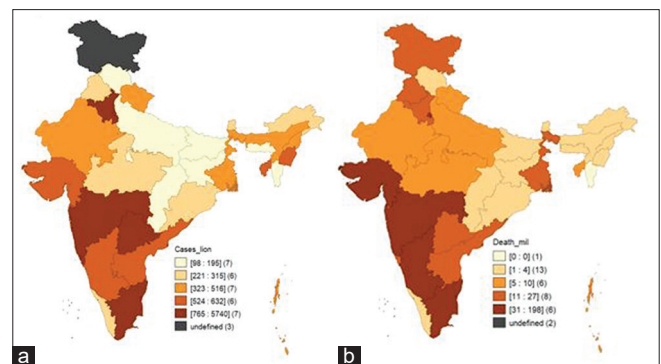 Cases_lion
[98 : 195] (7)
[221 : 315] (6)
[323 : 516] (7)
[524 : 632] (6)
[765 : 5740] (7)
undefined (3)
a
Death_mil
[0 : 0] (1)
[1 : 4] (13)
[5 : 10] (6)
[11 : 27] (8)
[31 : 198] (6)
undefined (2)
b